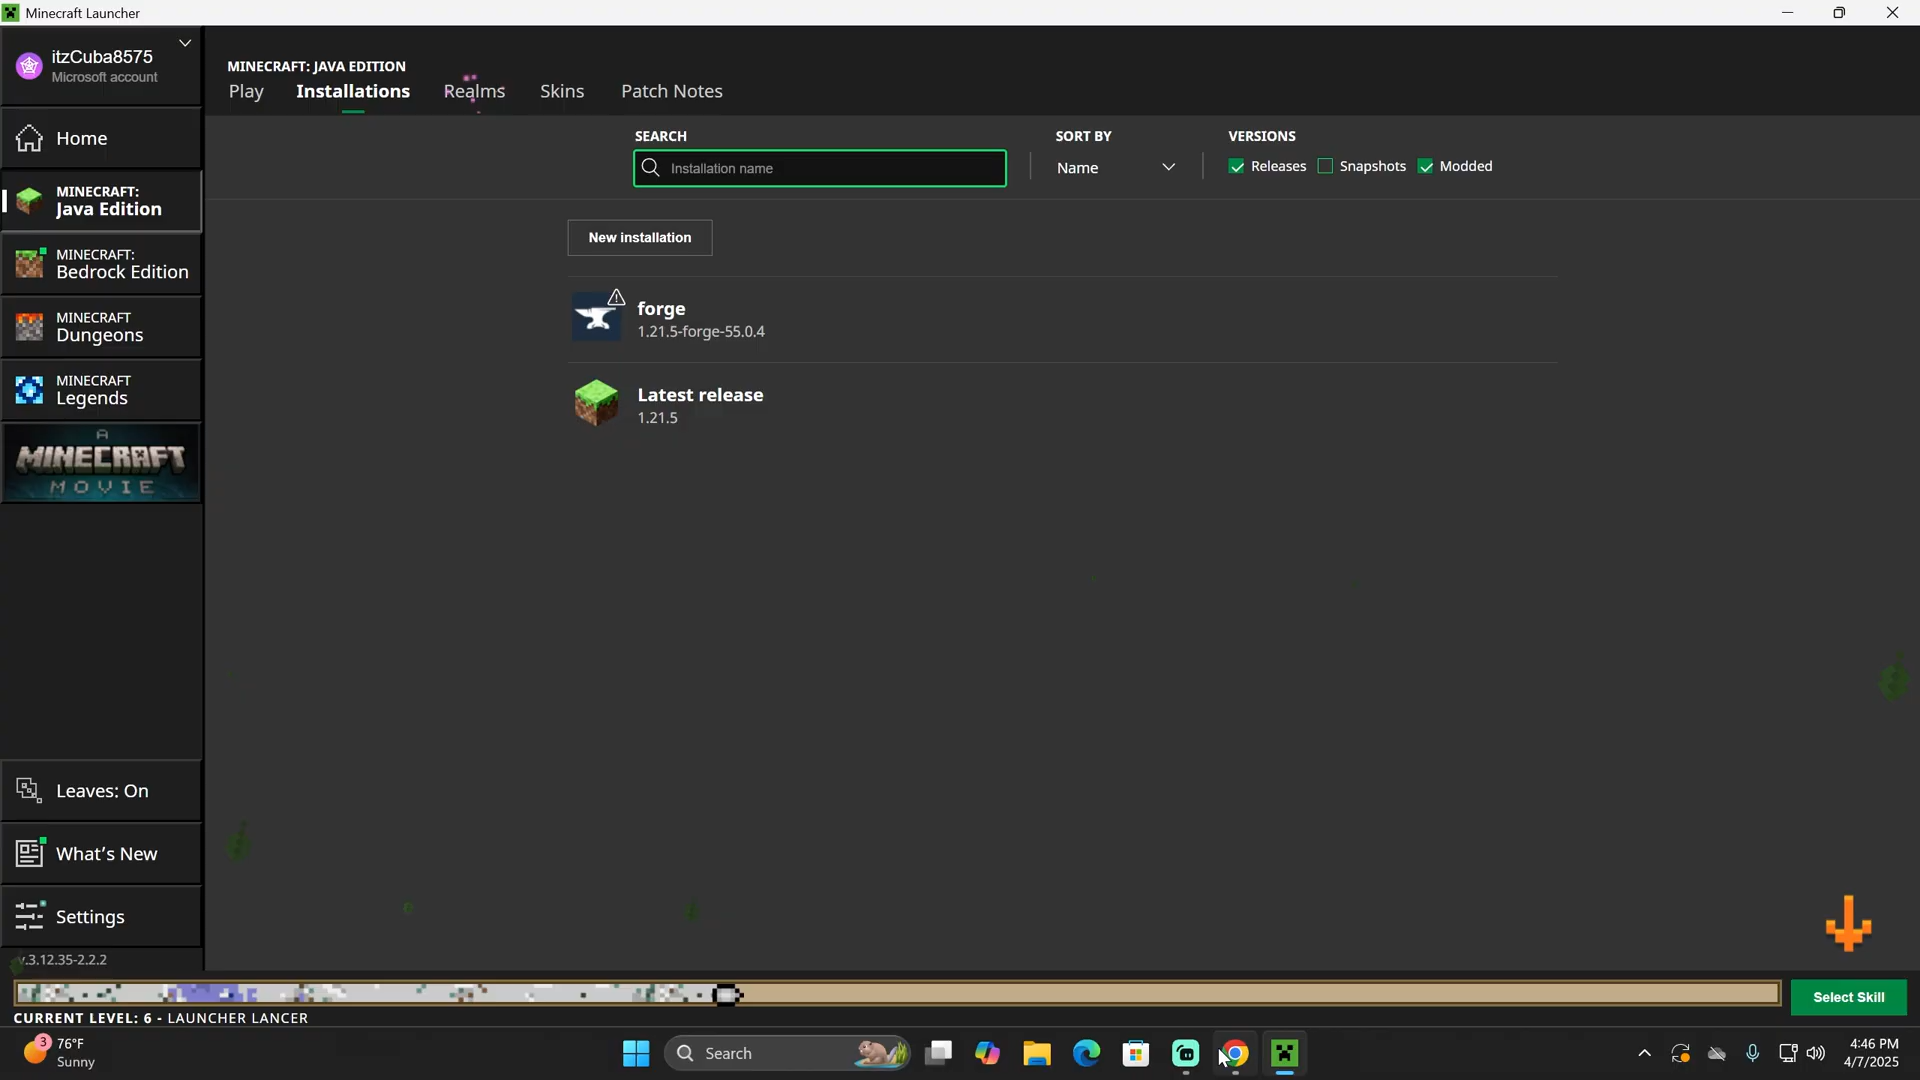 Minecraft Launcher
itzCuba8575
Microsoft account
Home
MINECRAFT:
Java Edition
MINECRAFT:
Bedrock Edition
MINECRAFT
Dungeons
MINECRAFT
Legends
A
MINECRAFT
MOVIE
Leaves: On
What's New
Settings
v.3.12.35-2.2.2
MINECRAFT: JAVA EDITION
Play Installations Realms Skins Patch Notes
SEARCH
Installation name
SORT BY
Name
VERSIONS
Releases Snapshots Modded
New installation
forge
1.21.5-forge-55.0.4
Latest release
1.21.5
Select Skill
CURRENT LEVEL: 6 - LAUNCHER LANCER
3
76°F
Sunny
Search
4:46 PM
4/7/2025